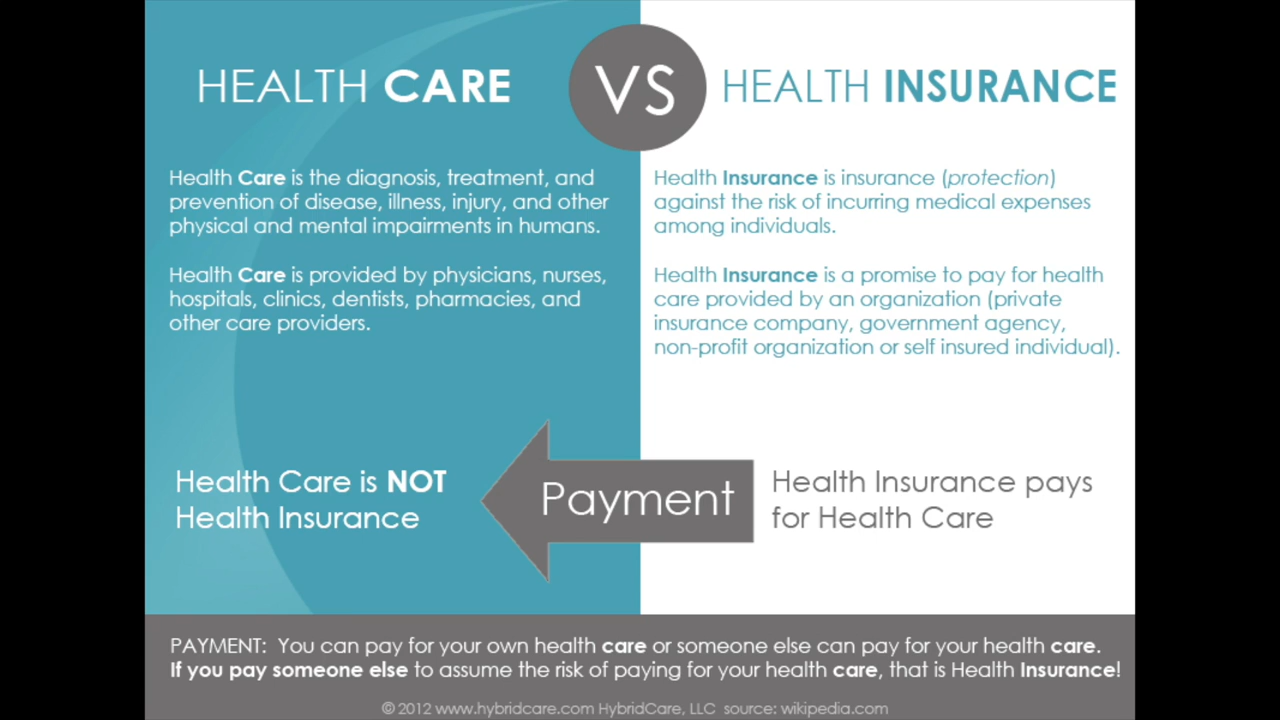 HEALTH CARE
VS
HEALTH INSURANCE
Health Care is the diagnosis, treatment, and
prevention of disease, illness, injury, and other
physical and mental impairments in humans.
Health Care is provided by physicians, nurses,
hospitals, clinics, dentists, pharmacies, and
other care providers.
Health Insurance is insurance (protection)
against the risk of incurring medical expenses
among individuals.
Health Insurance is a promise to pay for health
care provided by an organization (private
insurance company, government agency,
non-profit organization or self insured individual).
Health Care is NOT
Health Insurance
Payment
Health Insurance pays
for Health Care
PAYMENT: You can pay for your own health care or someone else can pay for your health care.
If you pay someone else to assume the risk of paying for your health care, that is Health Insurance!
© 2012 www.hybridcare.com HybridCare, LLC source: wikipedia.com